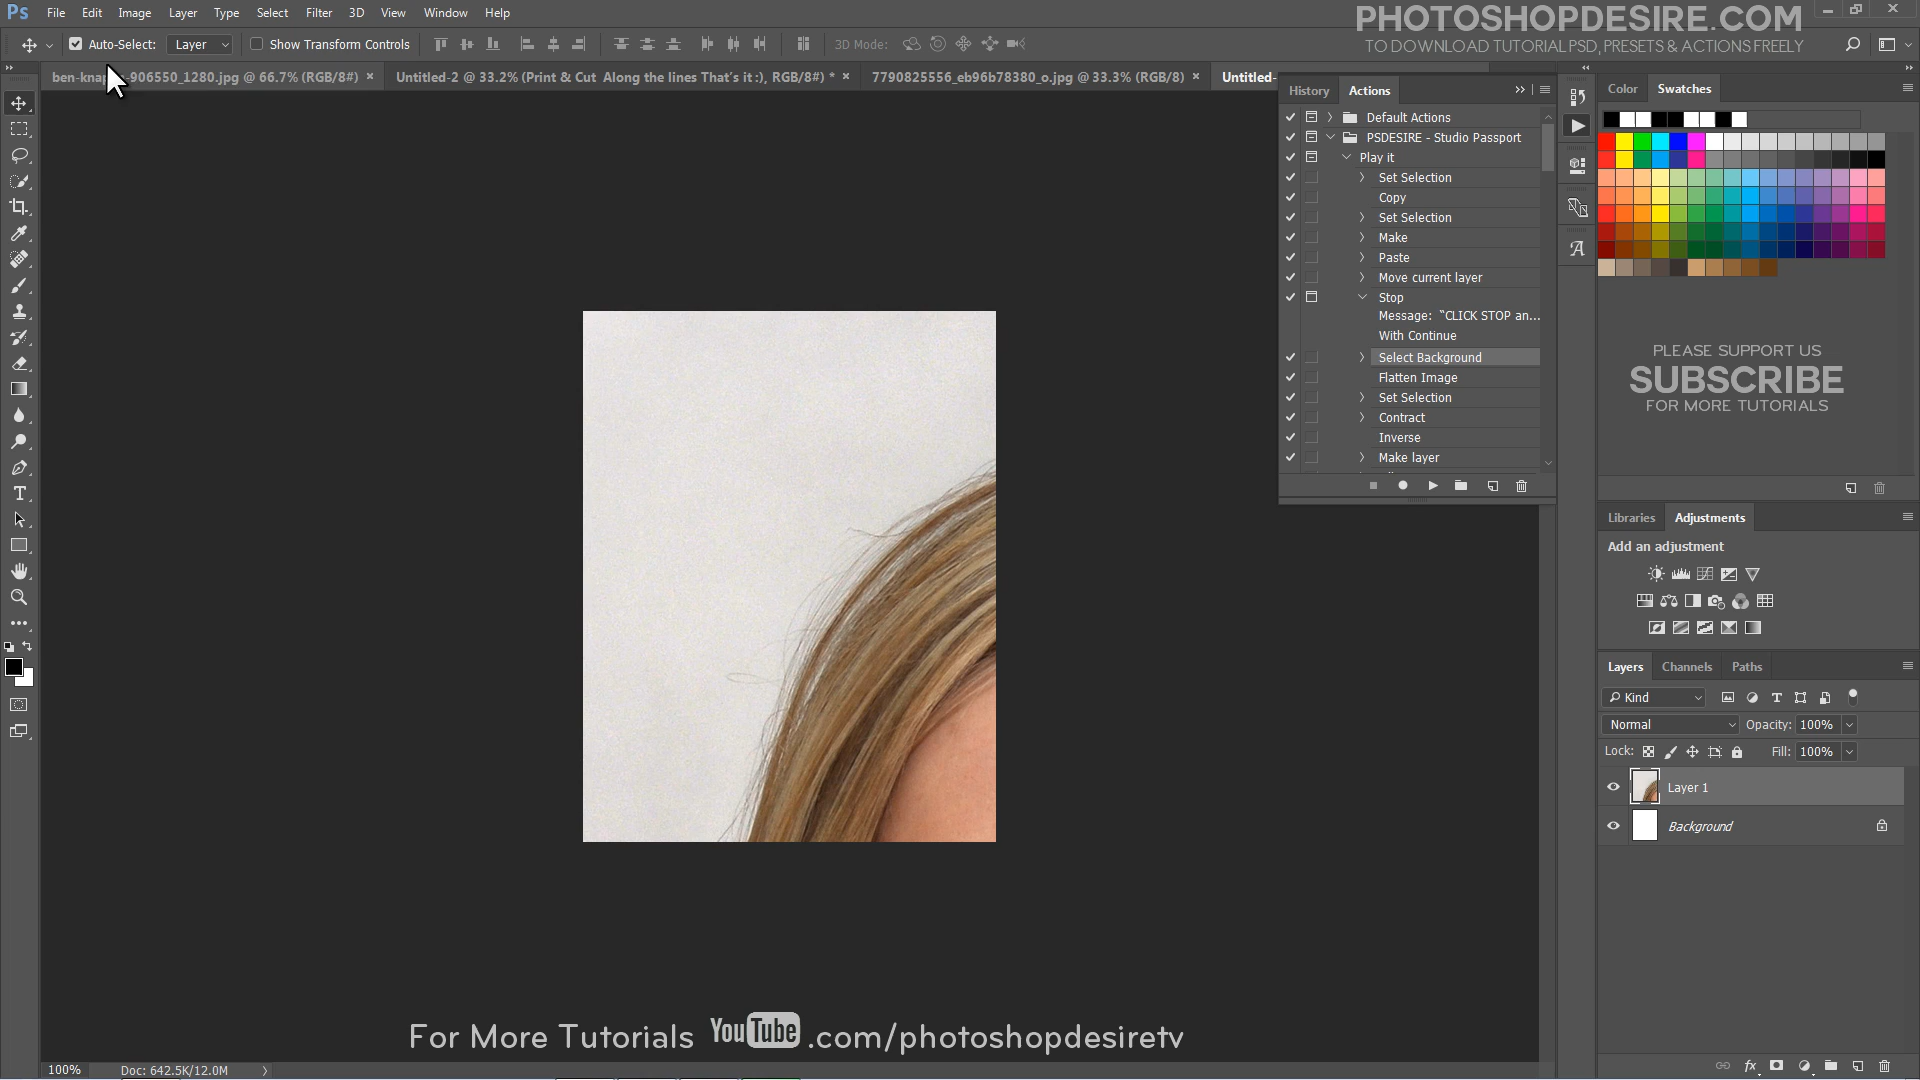 Ps File Edit Image Layer Type Select Filter 3D View Window Help
PHOTOSHOPDESIRE.COM
TO DOWNLOAD TUTORIAL PSD, PRESETS & ACTIONS FREELY
Auto-Select: Layer Show Transform Controls 3D Mode:
906550_1280.jpg @ 66.7% (RGB/8#) × Untitled-2 @ 33.2% (Print & Cut Along the lines That's it :), RGB/8#) * × 7790825556_eb96b78380_o.jpg @ 33.3% (RGB/8) × Untitled-
History Actions
Default Actions
PSDESIRE - Studio Passport
Play it
Set Selection
Copy
Set Selection
Make
Paste
Move current layer
Stop
Message: "CLICK STOP an...
With Continue
Select Background
Flatten Image
Set Selection
Contract
Inverse
Make layer
Color Swatches
PLEASE SUPPORT US
SUBSCRIBE
FOR MORE TUTORIALS
Libraries Adjustments
Add an adjustment
Layers Channels Paths
Kind
Normal Opacity: 100%
Lock: Fill: 100%
Layer 1
Background
fx
For More Tutorials YouTube .com/photoshopdesiretv
100% Doc: 642.5K/12.0M